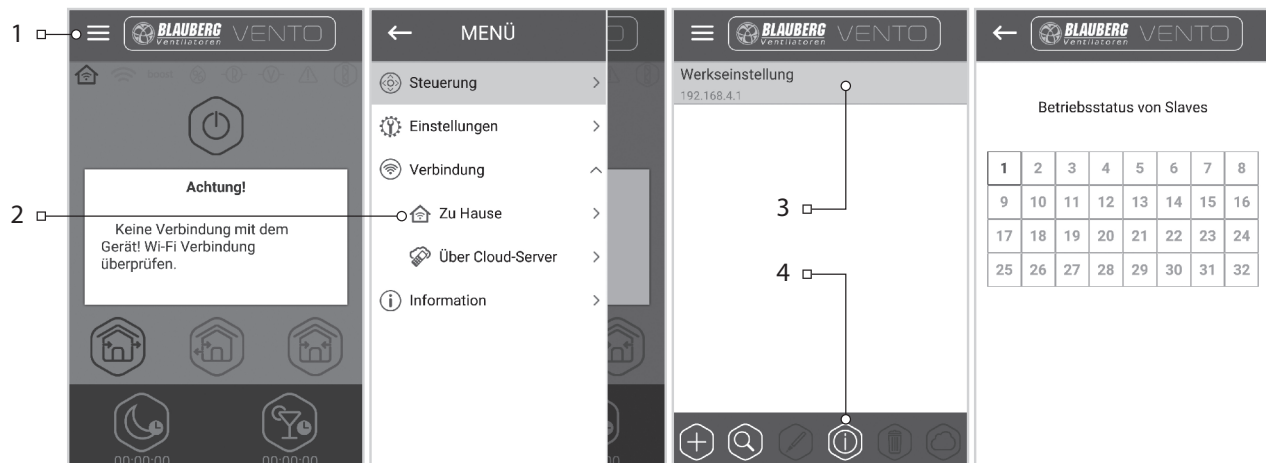 1
BLAUBERG
Ventilatoren
VENTO
boost
Achtung!
Keine Verbindung mit dem
Gerät! Wi-Fi Verbindung
überprüfen.
00:00:00
00:00:00
2
MENÜ
Steuerung
Einstellungen
Verbindung
Zu Hause
Über Cloud-Server
Information
BLAUBERG
Ventilatoren
VENTO
Werkseinstellung
192.168.4.1
3
4
BLAUBERG
Ventilatoren
VENTO
Betriebsstatus von Slaves
1 2 3 4 5 6 7 8
9 10 11 12 13 14 15 16
17 18 19 20 21 22 23 24
25 26 27 28 29 30 31 32